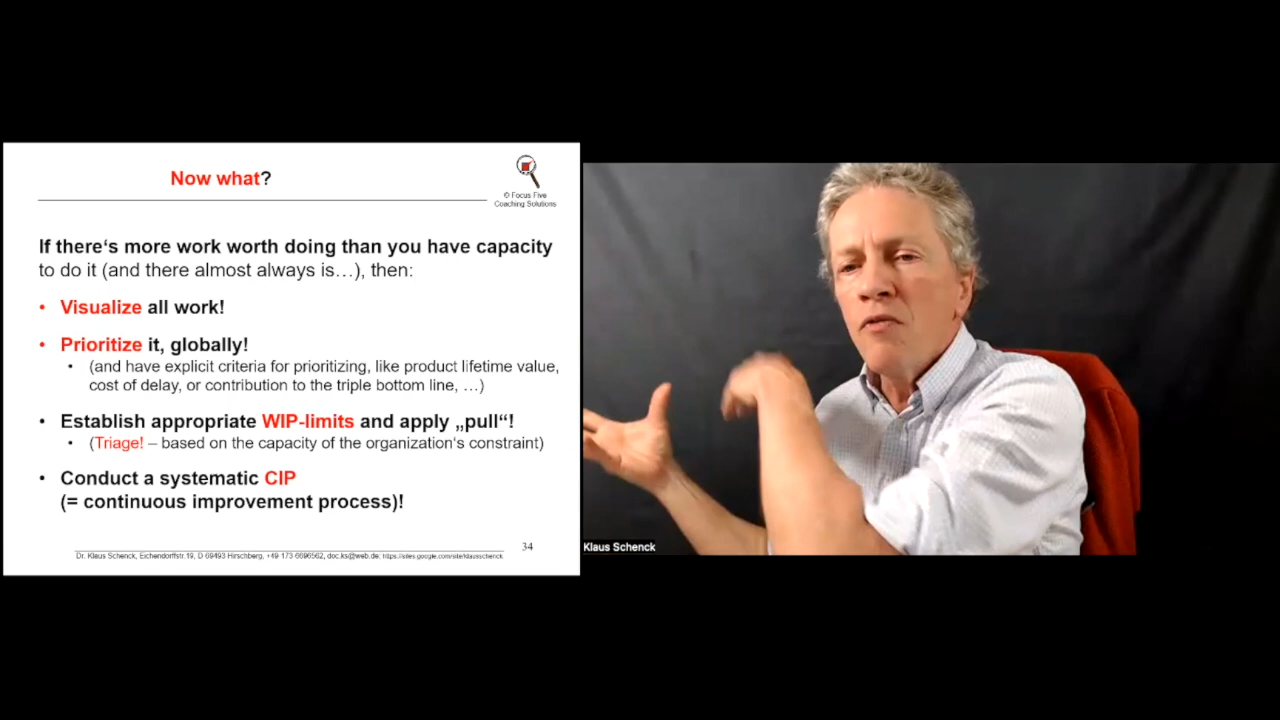 Now what?
© Focus Five
Coaching Solutions
If there's more work worth doing than you have capacity
to do it (and there almost always is…), then:
• Visualize all work!
• Prioritize it, globally!
• (and have explicit criteria for prioritizing, like product lifetime value,
cost of delay, or contribution to the triple bottom line, …)
• Establish appropriate WIP-limits and apply „pull“!
• (Triage! – based on the capacity of the organization's constraint)
• Conduct a systematic CIP
(= continuous improvement process)!
Dr. Klaus Schenck, Eichendorffstr.19, D 69493 Hirschberg, +49 173 6696562, doc.ks@web.de; https://sites.google.com/site/klausschenck
34
Klaus Schenck